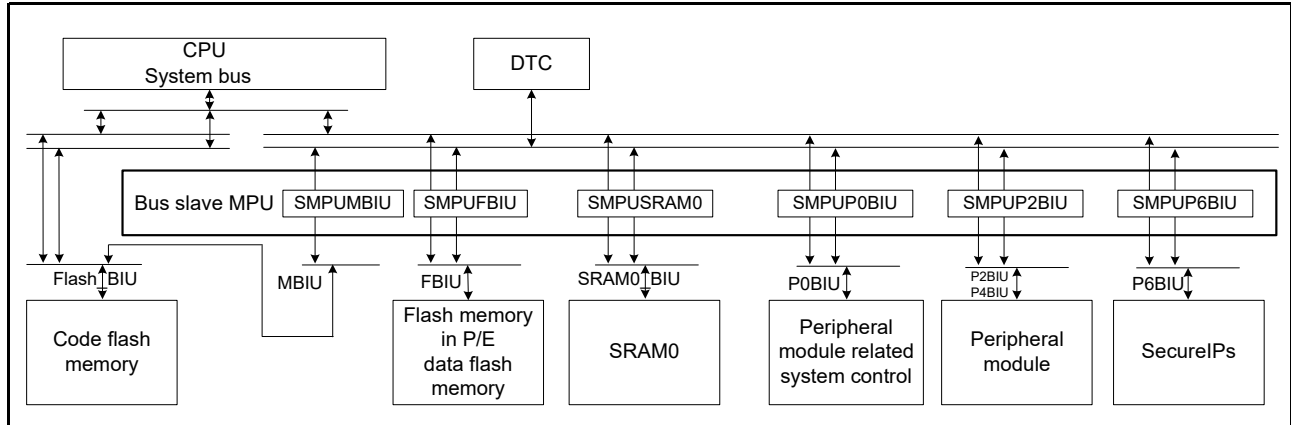 CPU
System bus
DTC
Bus slave MPU
SMPUMBIU
SMPUFBIU
SMPUSRAM0
SMPUP0BIU
SMPUP2BIU
SMPUP6BIU
Flash BIU
MBIU
FBIU
SRAM0 BIU
P0BIU
P2BIU
P4BIU
P6BIU
Code flash
memory
Flash memory
in P/E
data flash
memory
SRAM0
Peripheral
module related
system control
Peripheral
module
SecureIPs